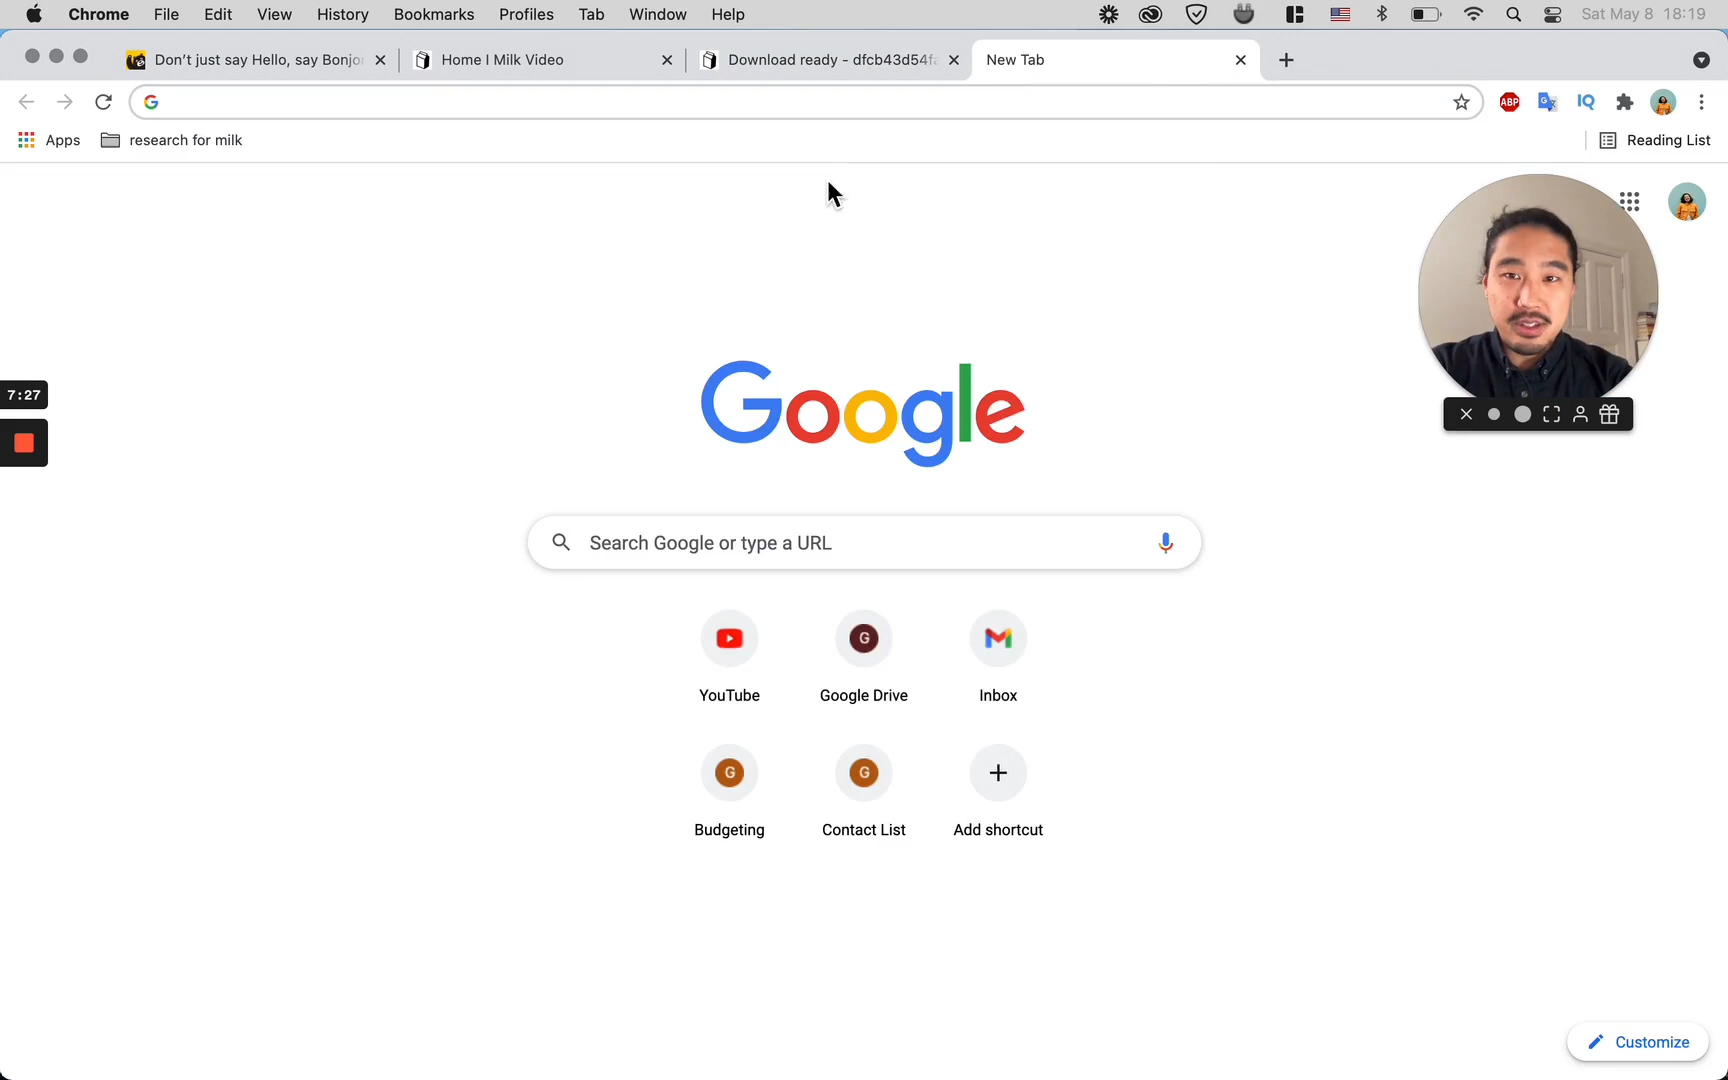 Chrome File Edit View History Bookmarks Profiles Tab Window Help Sat May 8 18:19
Don't just say Hello, say Bonjo
Home I Milk Video
Download ready - dfcb43d54fa
New Tab
ABP
IQ
Apps
research for milk
Reading List
7:27
Google
Search Google or type a URL
G
YouTube
Google Drive
Inbox
G
G
Budgeting
Contact List
Add shortcut
Customize